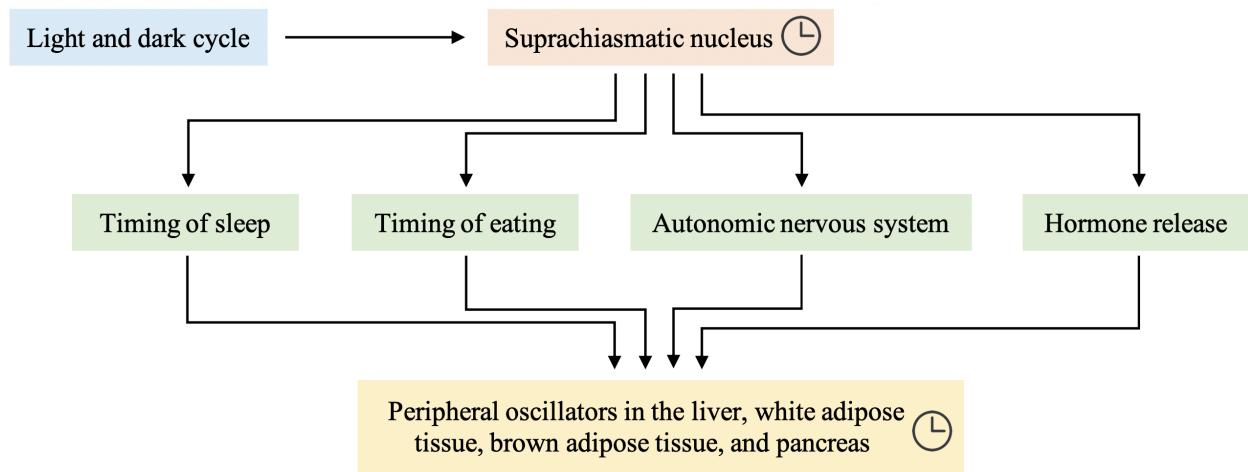 Light and dark cycle
Suprachiasmatic nucleus
Timing of sleep
Timing of eating
Autonomic nervous system
Hormone release
Peripheral oscillators in the liver, white adipose
tissue, brown adipose tissue, and pancreas